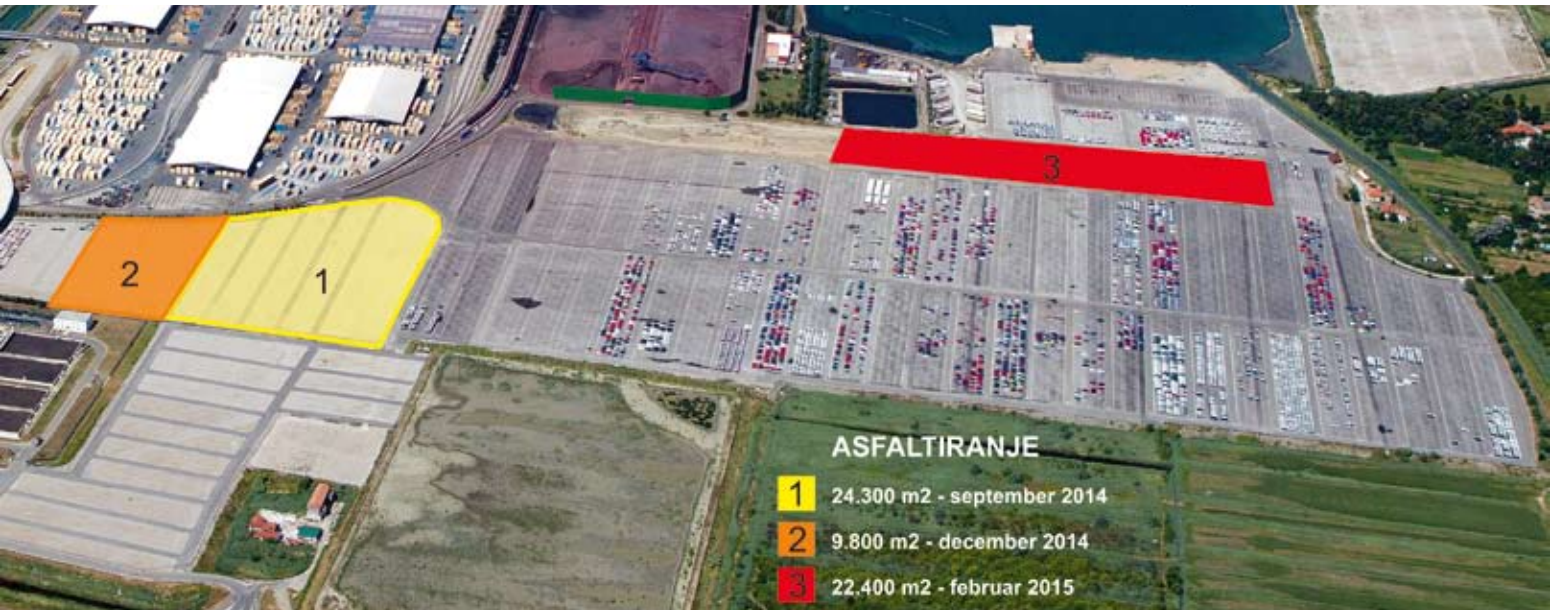 3
2
1
ASFALTIRANJE
1 24.300 m2 - september 2014
2 9.800 m2 - december 2014
3 22.400 m2 - februar 2015